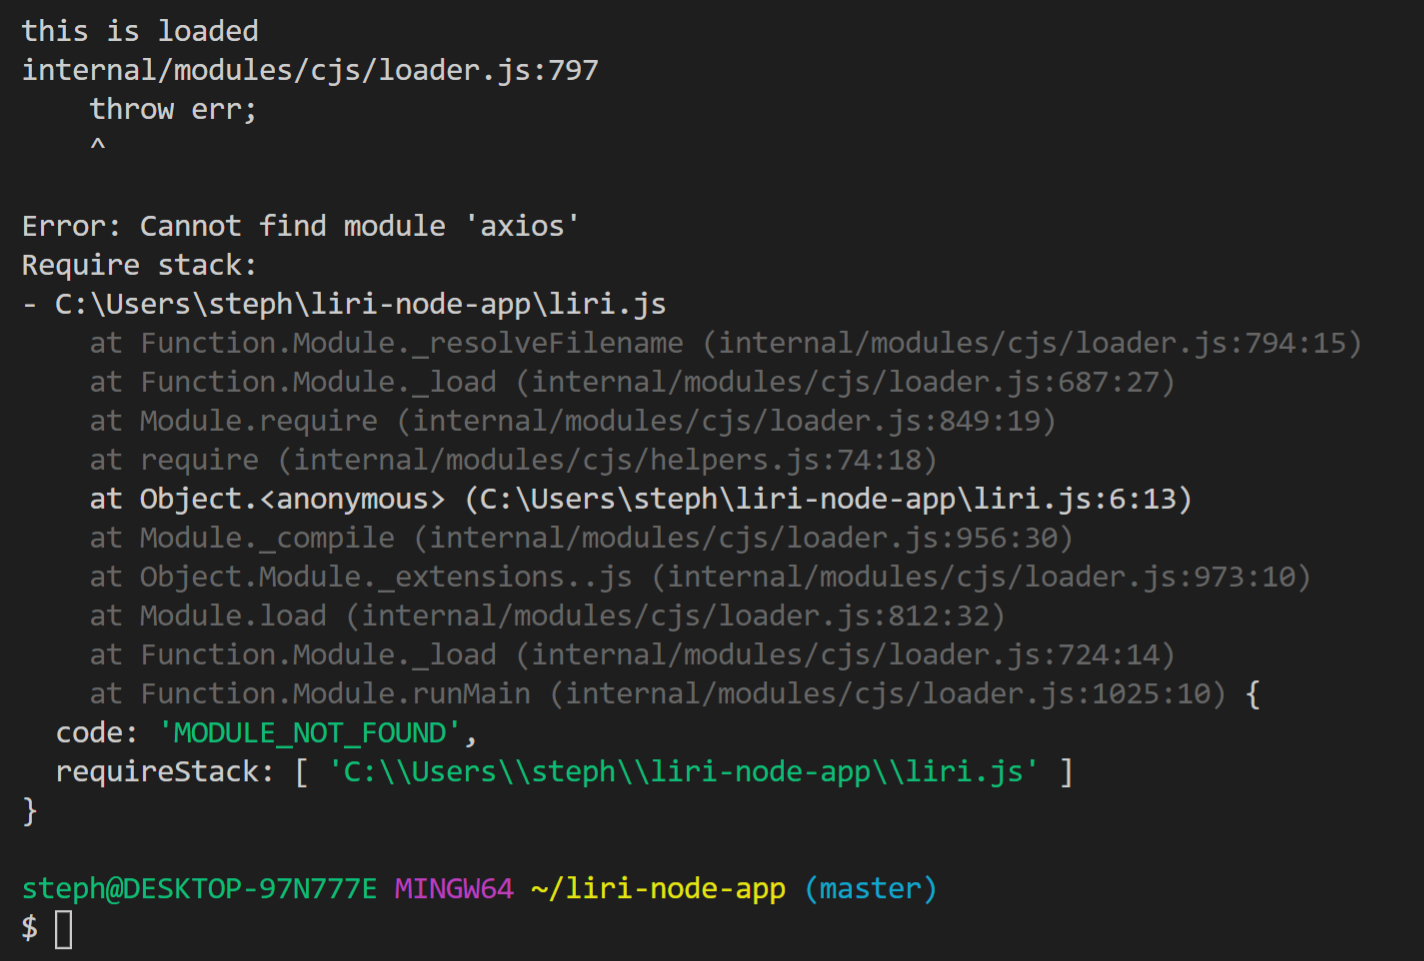 this is loaded
internal/modules/cjs/loader.js:797
    throw err;
    ^

Error: Cannot find module 'axios'
Require stack:
- C:\Users\steph\liri-node-app\liri.js
    at Function.Module._resolveFilename (internal/modules/cjs/loader.js:794:15)
    at Function.Module._load (internal/modules/cjs/loader.js:687:27)
    at Module.require (internal/modules/cjs/loader.js:849:19)
    at require (internal/modules/cjs/helpers.js:74:18)
    at Object.<anonymous> (C:\Users\steph\liri-node-app\liri.js:6:13)
    at Module._compile (internal/modules/cjs/loader.js:956:30)
    at Object.Module._extensions..js (internal/modules/cjs/loader.js:973:10)
    at Module.load (internal/modules/cjs/loader.js:812:32)
    at Function.Module._load (internal/modules/cjs/loader.js:724:14)
    at Function.Module.runMain (internal/modules/cjs/loader.js:1025:10) {
  code: 'MODULE_NOT_FOUND',
  requireStack: [ 'C:\\Users\\steph\\liri-node-app\\liri.js' ]
}

steph@DESKTOP-97N777E MINGW64 ~/liri-node-app (master)
$